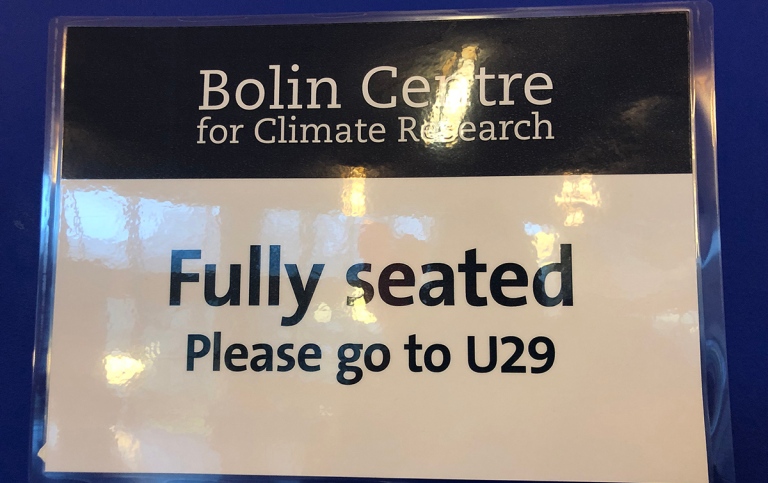 Bolin Centre
for Climate Research
Fully seated
Please go to U29